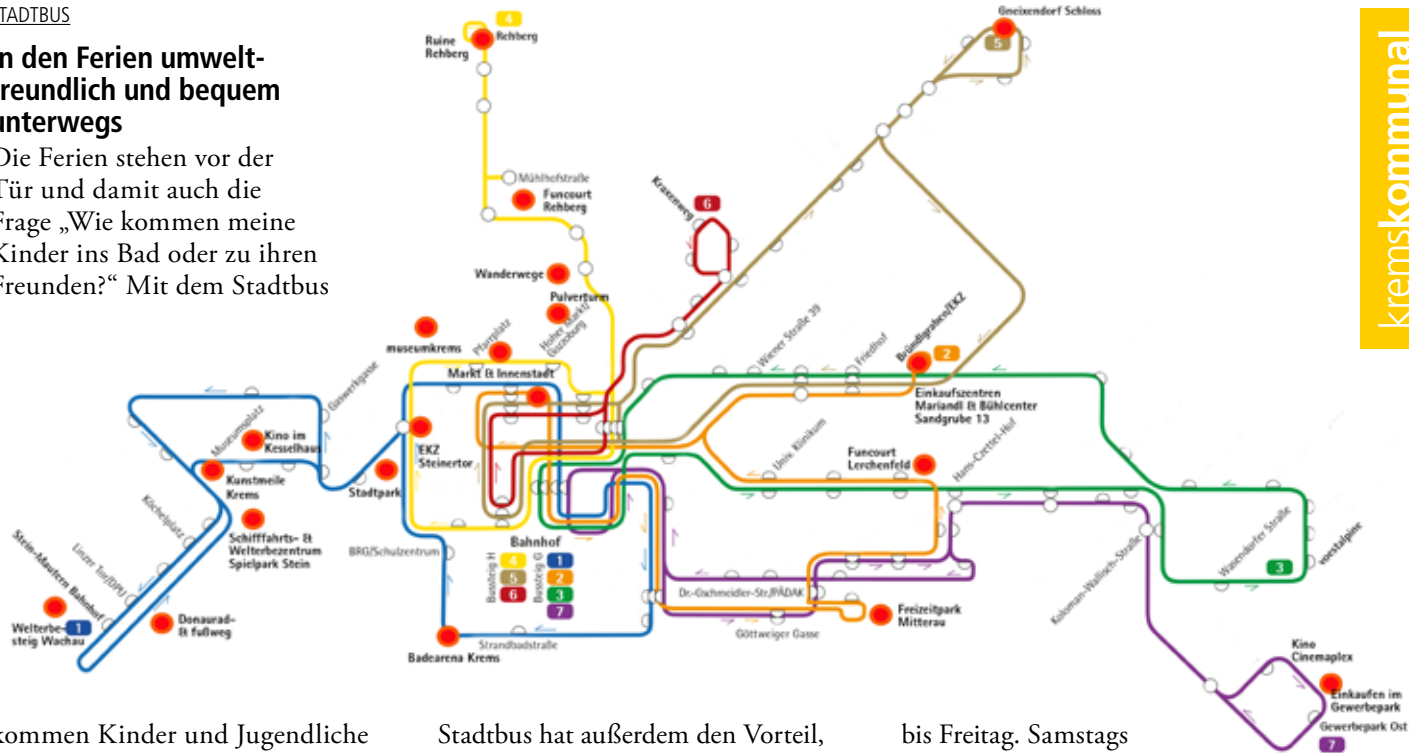 TADTBUS
n den Ferien umwelt-
reundlich und bequem
unterwegs
Die Ferien stehen vor der
Tür und damit auch die
Frage „Wie kommen meine
Kinder ins Bad oder zu ihren
Freunden?“ Mit dem Stadtbus
kremskommunal
Gneixendorf Schloss
5
4
Rehberg
Ruine
Rehberg
Mühlhofstraße
Funcourt
Rehberg
Kraxenweg
6
Wanderwege
Pulverturm
museumkrems
Pfarrplatz
Hoher Markt/
Gozzoburg
Markt & Innenstadt
Wiener Straße 39
Friedhof
Bründlgraben/EKZ
2
Einkaufszentren
Mariandl & Bühlcenter
Sandgrube 13
Gaswerkgasse
Museumsplatz
Kino im
Kesselhaus
Kunstmeile
Krems
EKZ
Steinertor
Stadtpark
Univ. Klinikum
Funcourt
Lerchenfeld
Hans-Czettel-Hof
Köchelplatz
Schifffahrts- &
Welterbezentrum
Spielpark Stein
BRG/Schulzentrum
Bahnhof
Bussteig H
4
5
6
Bussteig G
1
2
3
7
Wasendorfer-Straße
voestalpine
3
Koloman-Wallisch-Straße
Stein-Mautern Bahnhof
Linzer Tor/DPU
Welterbe-
steig Wachau
1
Donaurad-
& fußweg
Dr.-Gschmeidler-Str./PÄDAK
Göttweiger Gasse
Freizeitpark
Mitterau
Strandbadstraße
Badearena Krems
Kino
Cinemaplex
Einkaufen im
Gewerbepark
Gewerbepark Ost
7
kommen Kinder und Jugendliche
Stadtbus hat außerdem den Vorteil,
bis Freitag. Samstags